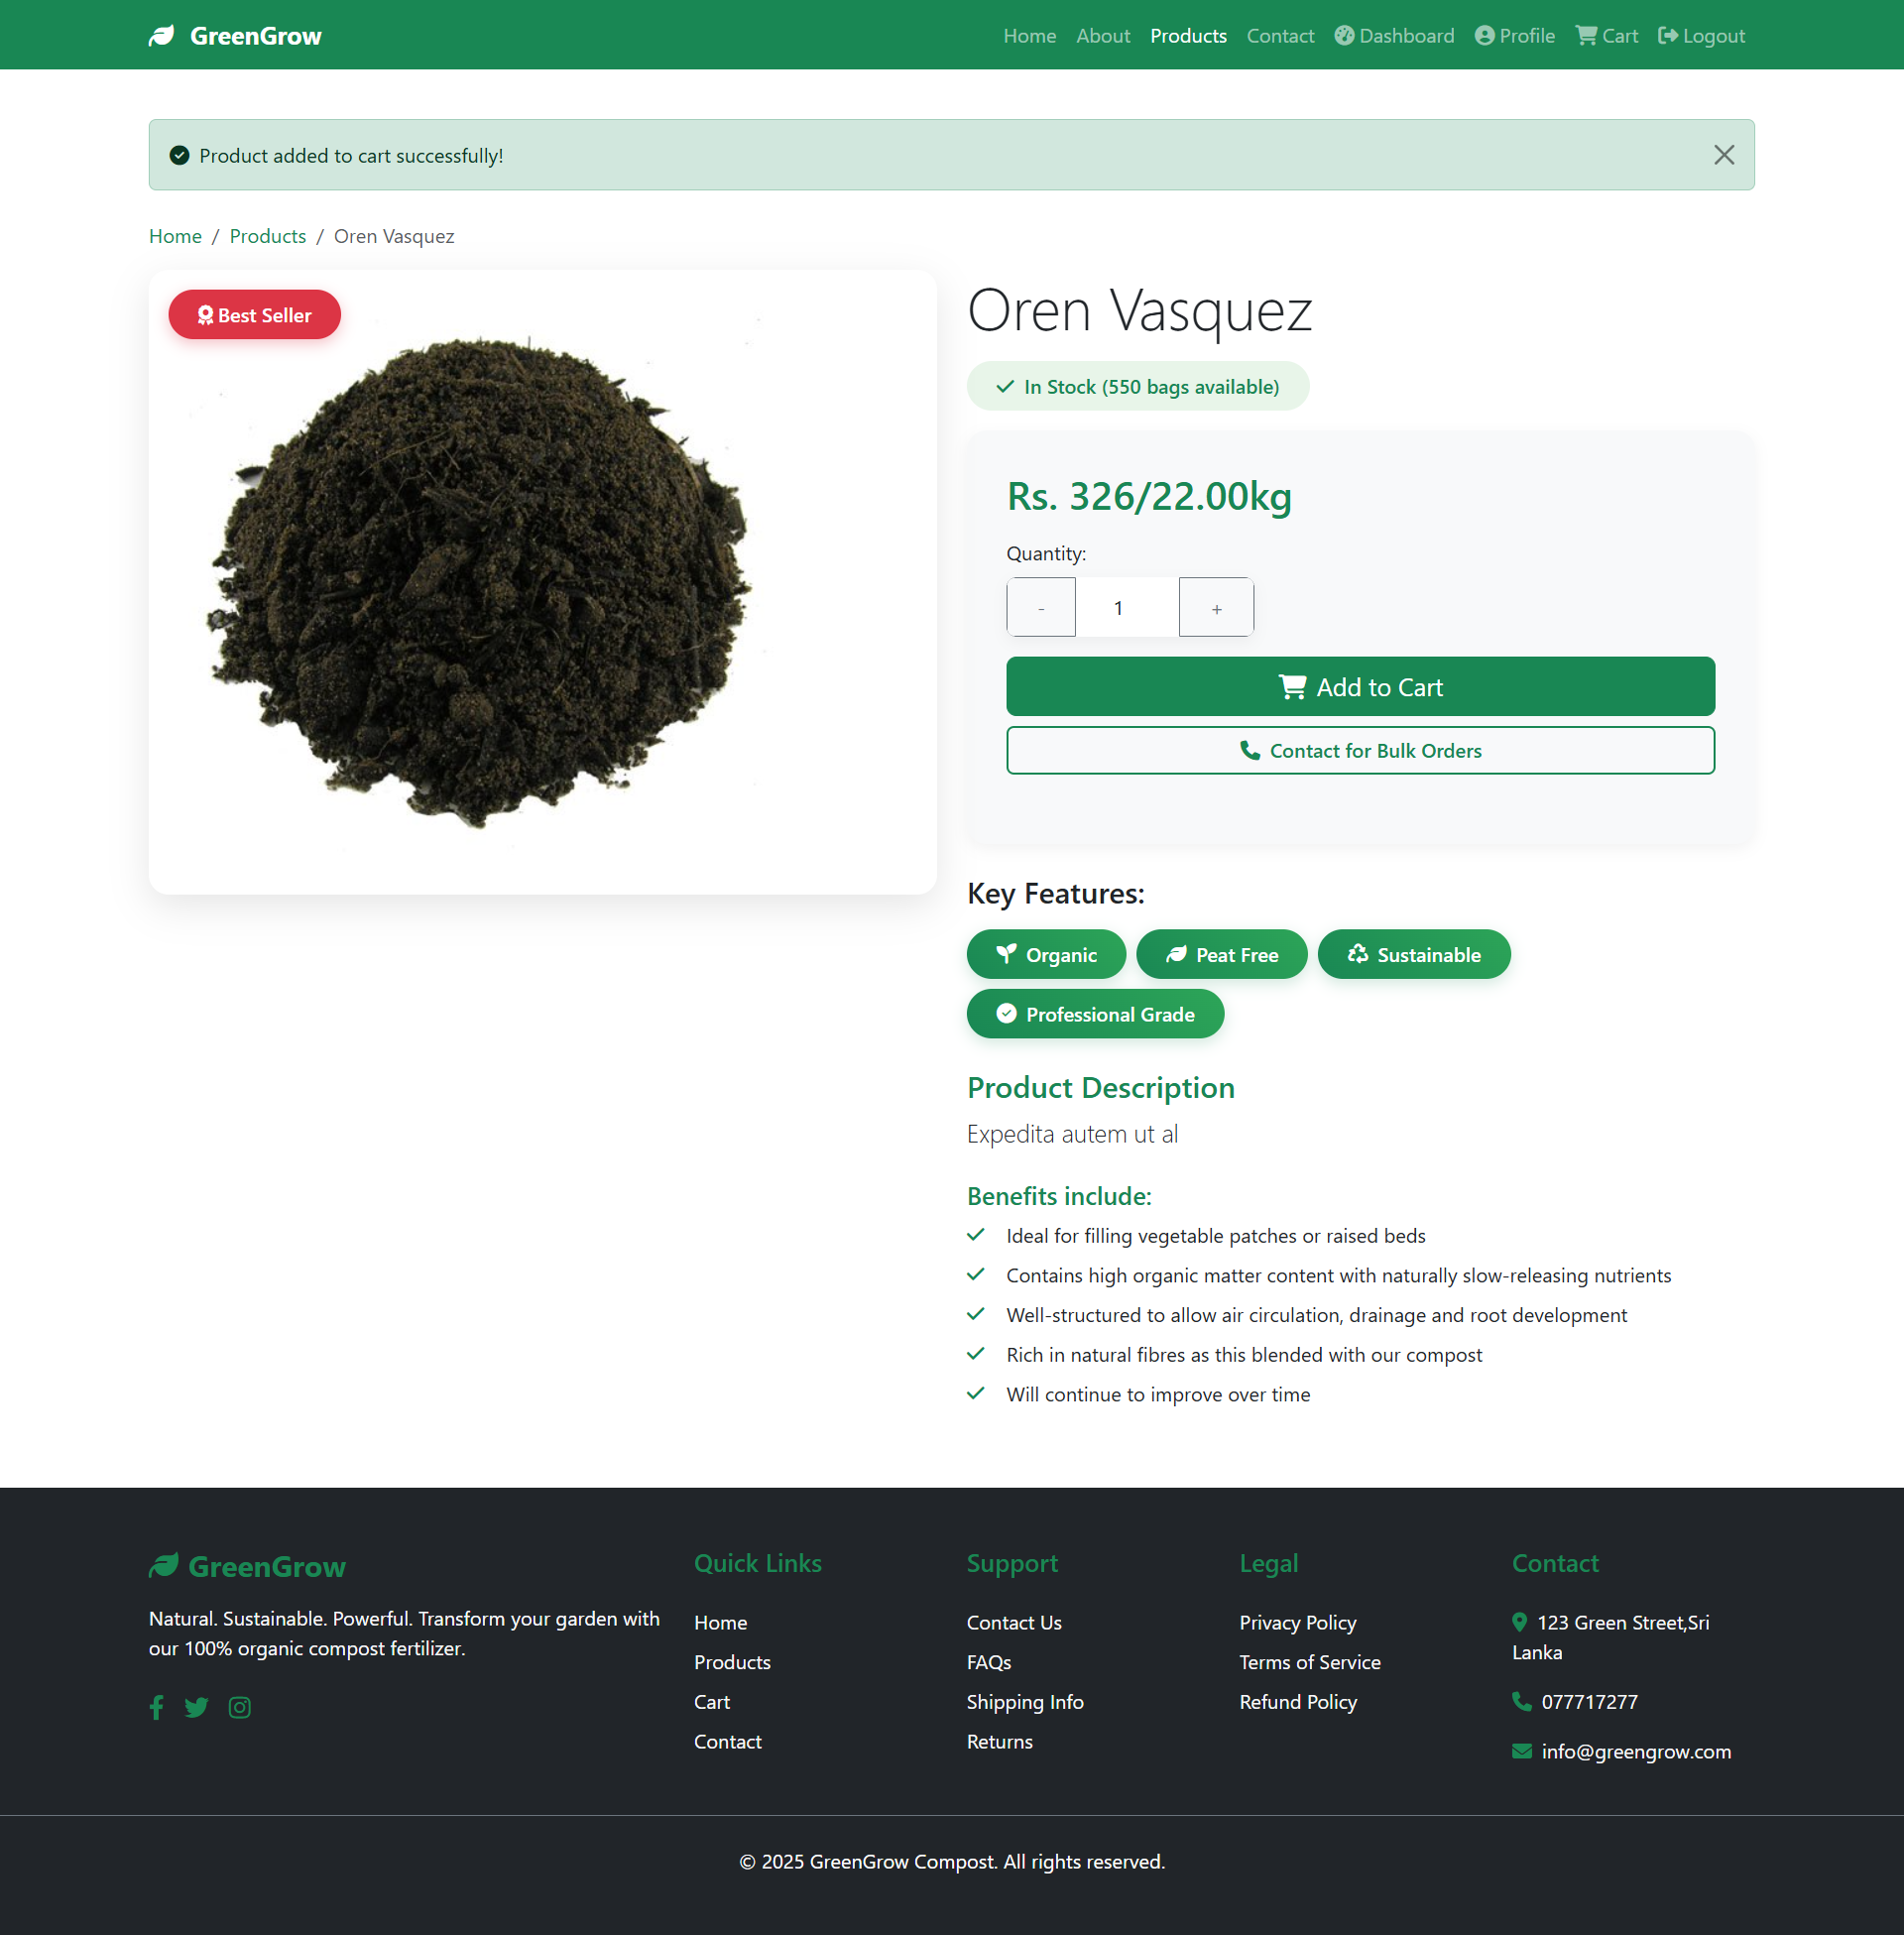 GreenGrow
Home About Products Contact Dashboard Profile Cart Logout
Product added to cart successfully!
Home / Products / Oren Vasquez
Best Seller
Oren Vasquez
In Stock (550 bags available)
Rs. 326/22.00kg
Quantity:
- 1 +
Add to Cart
Contact for Bulk Orders
Key Features:
Organic Peat Free Sustainable
Professional Grade
Product Description
Expedita autem ut al
Benefits include:
Ideal for filling vegetable patches or raised beds
Contains high organic matter content with naturally slow-releasing nutrients
Well-structured to allow air circulation, drainage and root development
Rich in natural fibres as this blended with our compost
Will continue to improve over time
GreenGrow
Natural. Sustainable. Powerful. Transform your garden with
our 100% organic compost fertilizer.
Quick Links
Home
Products
Cart
Contact
Support
Contact Us
FAQs
Shipping Info
Returns
Legal
Privacy Policy
Terms of Service
Refund Policy
Contact
123 Green Street,Sri
Lanka
077717277
info@greengrow.com
© 2025 GreenGrow Compost. All rights reserved.